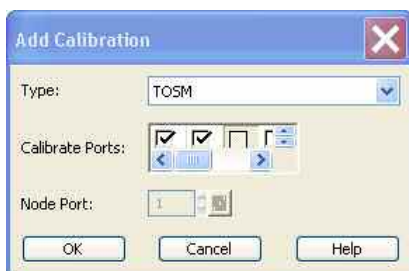 Add Calibration
Type:
TOSM
Calibrate Ports:
Node Port:
1
OK
Cancel
Help